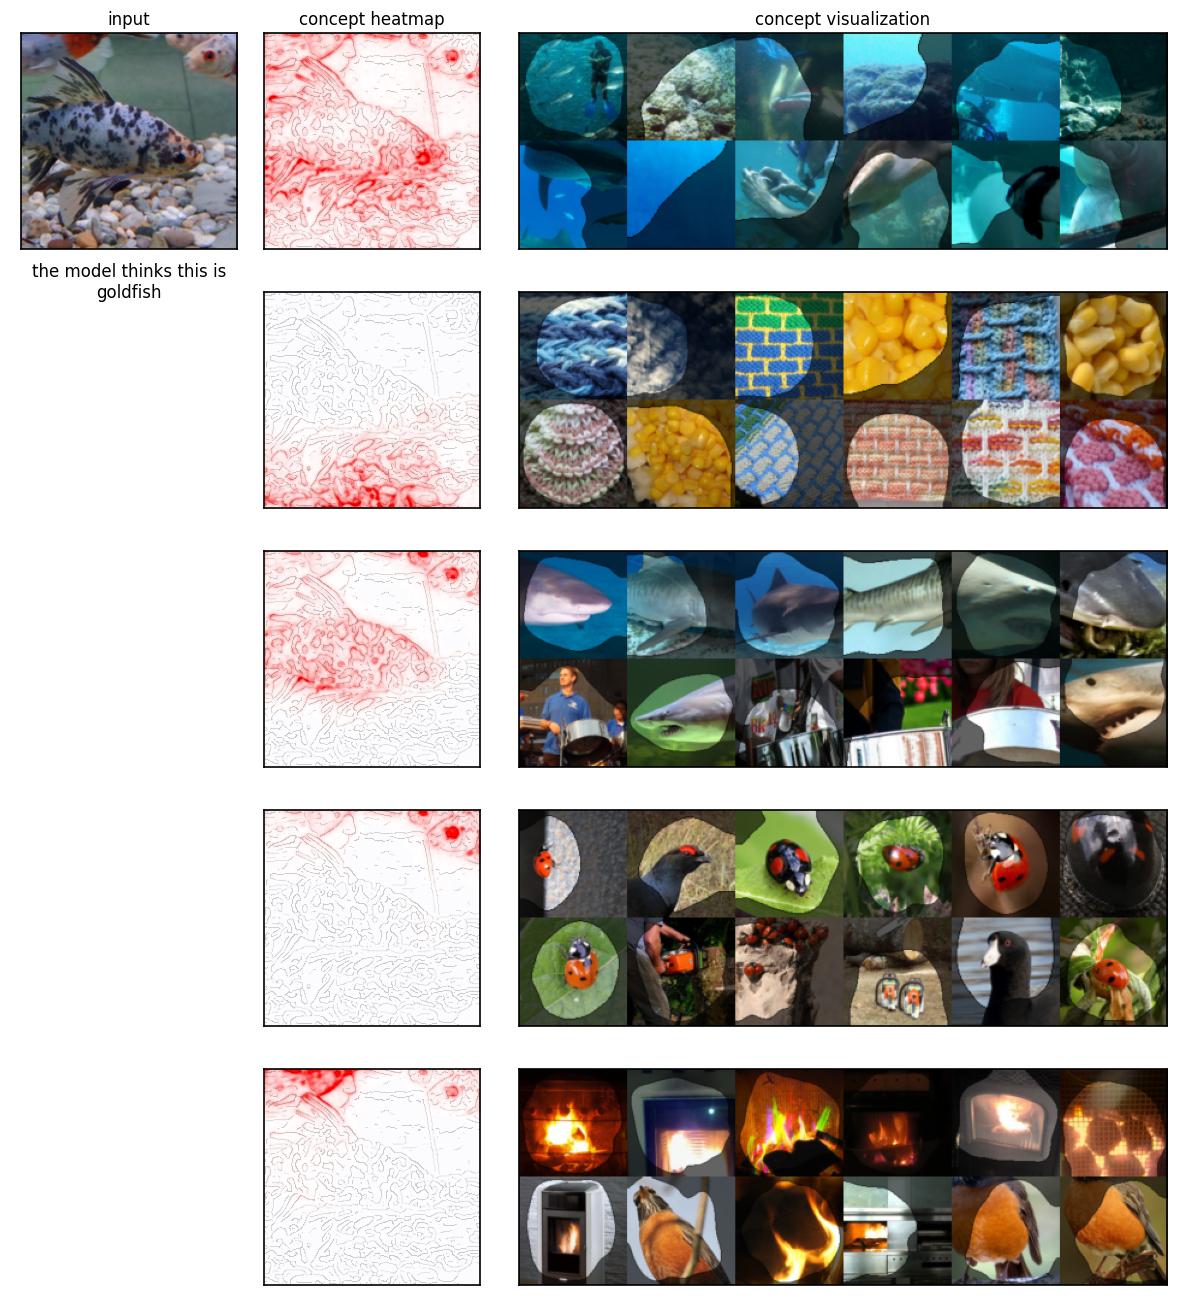 input
concept heatmap
concept visualization
the model thinks this is
goldfish